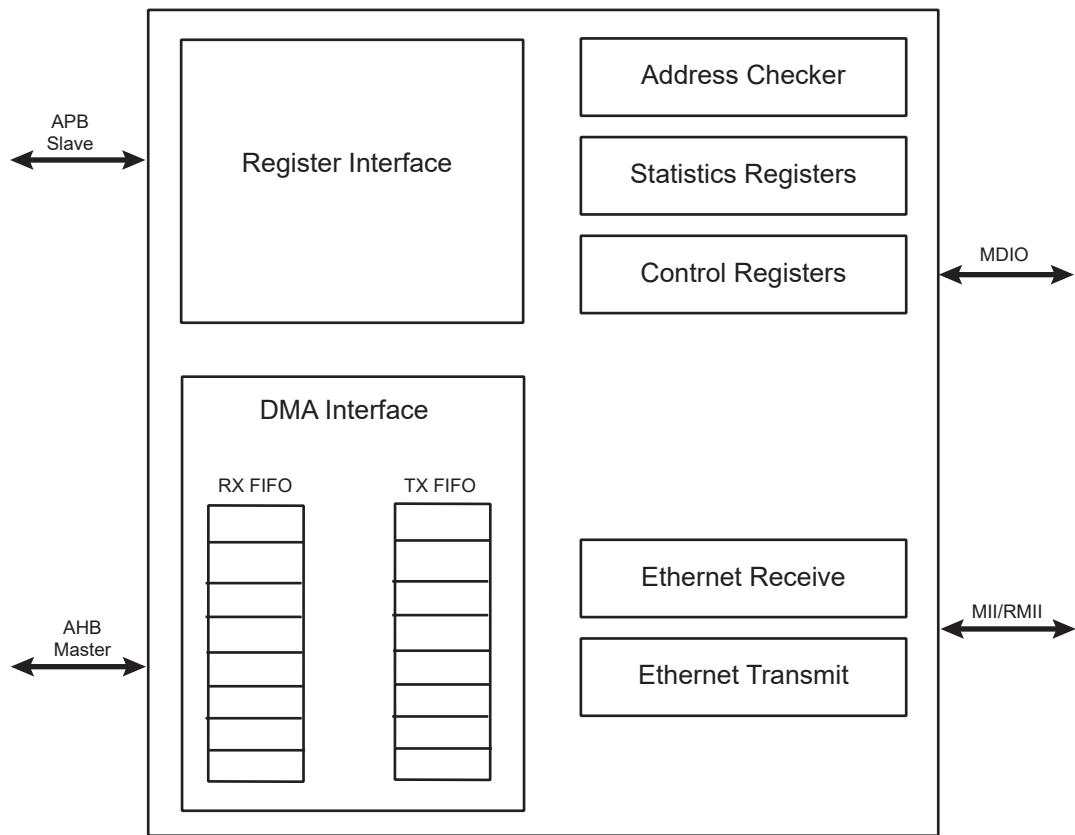 Address Checker
APB
Slave
Register Interface
Statistics Registers
Control Registers
MDIO
DMA Interface
RX FIFO
TX FIFO
Ethernet Receive
AHB
Master
MII/RMII
Ethernet Transmit